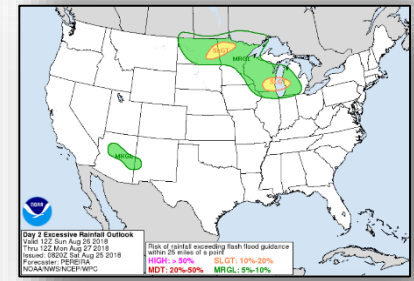 SLGT
MRGL
MRGL
noaa
Day 2 Excessive Rainfall Outlook
Valid 12Z Sun Aug 26 2018
Thru 12Z Mon Aug 27 2018
Issued: 0820Z Sat Aug 25 2018
Forecaster: PEREIRA
NOAA/NWS/NCEP/WPC
Risk of rainfall exceeding flash flood guidance
within 25 miles of a point
HIGH: > 50% SLGT: 10%-20%
MDT: 20%-50% MRGL: 5%-10%